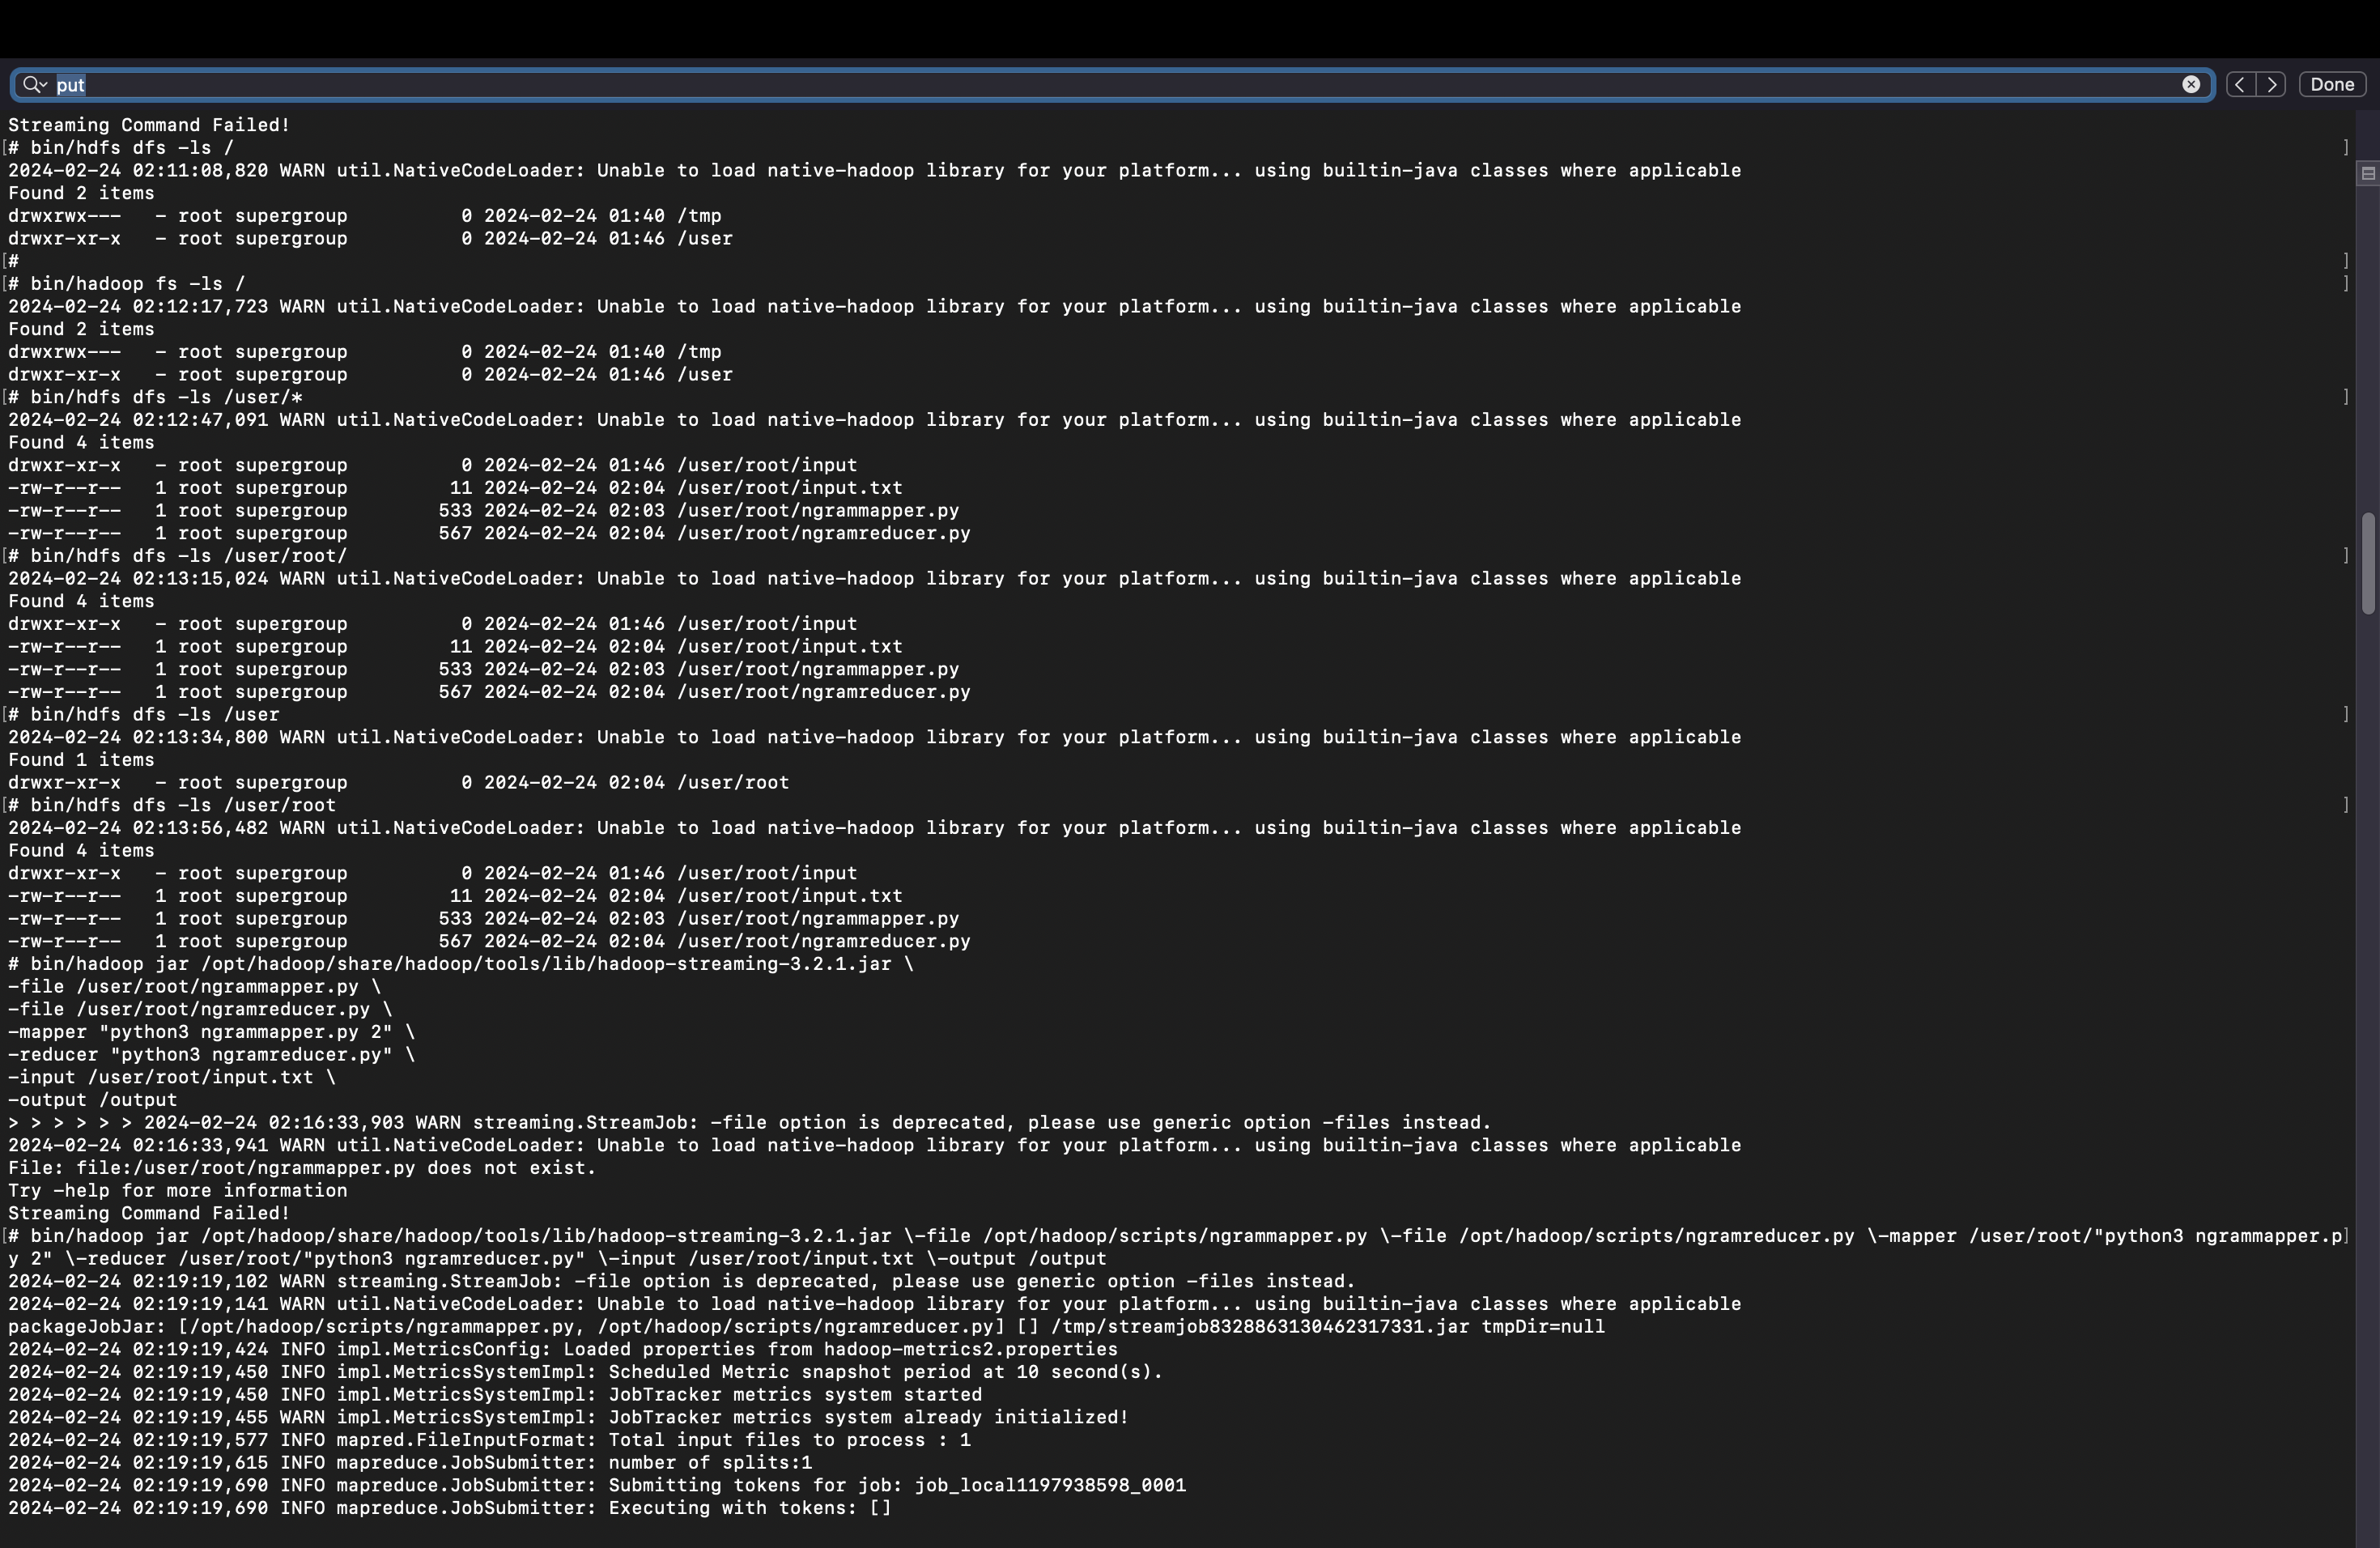 put
Done
Streaming Command Failed!
[# bin/hdfs dfs -ls / ]
2024-02-24 02:11:08,820 WARN util.NativeCodeLoader: Unable to load native-hadoop library for your platform... using builtin-java classes where applicable
Found 2 items
drwxrwx---   - root supergroup          0 2024-02-24 01:40 /tmp
drwxr-xr-x   - root supergroup          0 2024-02-24 01:46 /user
[# ]
[# bin/hadoop fs -ls / ]
2024-02-24 02:12:17,723 WARN util.NativeCodeLoader: Unable to load native-hadoop library for your platform... using builtin-java classes where applicable
Found 2 items
drwxrwx---   - root supergroup          0 2024-02-24 01:40 /tmp
drwxr-xr-x   - root supergroup          0 2024-02-24 01:46 /user
[# bin/hdfs dfs -ls /user/* ]
2024-02-24 02:12:47,091 WARN util.NativeCodeLoader: Unable to load native-hadoop library for your platform... using builtin-java classes where applicable
Found 4 items
drwxr-xr-x   - root supergroup          0 2024-02-24 01:46 /user/root/input
-rw-r--r--   1 root supergroup         11 2024-02-24 02:04 /user/root/input.txt
-rw-r--r--   1 root supergroup        533 2024-02-24 02:03 /user/root/ngrammapper.py
-rw-r--r--   1 root supergroup        567 2024-02-24 02:04 /user/root/ngramreducer.py
[# bin/hdfs dfs -ls /user/root/ ]
2024-02-24 02:13:15,024 WARN util.NativeCodeLoader: Unable to load native-hadoop library for your platform... using builtin-java classes where applicable
Found 4 items
drwxr-xr-x   - root supergroup          0 2024-02-24 01:46 /user/root/input
-rw-r--r--   1 root supergroup         11 2024-02-24 02:04 /user/root/input.txt
-rw-r--r--   1 root supergroup        533 2024-02-24 02:03 /user/root/ngrammapper.py
-rw-r--r--   1 root supergroup        567 2024-02-24 02:04 /user/root/ngramreducer.py
[# bin/hdfs dfs -ls /user ]
2024-02-24 02:13:34,800 WARN util.NativeCodeLoader: Unable to load native-hadoop library for your platform... using builtin-java classes where applicable
Found 1 items
drwxr-xr-x   - root supergroup          0 2024-02-24 02:04 /user/root
[# bin/hdfs dfs -ls /user/root ]
2024-02-24 02:13:56,482 WARN util.NativeCodeLoader: Unable to load native-hadoop library for your platform... using builtin-java classes where applicable
Found 4 items
drwxr-xr-x   - root supergroup          0 2024-02-24 01:46 /user/root/input
-rw-r--r--   1 root supergroup         11 2024-02-24 02:04 /user/root/input.txt
-rw-r--r--   1 root supergroup        533 2024-02-24 02:03 /user/root/ngrammapper.py
-rw-r--r--   1 root supergroup        567 2024-02-24 02:04 /user/root/ngramreducer.py
# bin/hadoop jar /opt/hadoop/share/hadoop/tools/lib/hadoop-streaming-3.2.1.jar \
-file /user/root/ngrammapper.py \
-file /user/root/ngramreducer.py \
-mapper "python3 ngrammapper.py 2" \
-reducer "python3 ngramreducer.py" \
-input /user/root/input.txt \
-output /output
> > > > > > 2024-02-24 02:16:33,903 WARN streaming.StreamJob: -file option is deprecated, please use generic option -files instead.
2024-02-24 02:16:33,941 WARN util.NativeCodeLoader: Unable to load native-hadoop library for your platform... using builtin-java classes where applicable
File: file:/user/root/ngrammapper.py does not exist.
Try -help for more information
Streaming Command Failed!
[# bin/hadoop jar /opt/hadoop/share/hadoop/tools/lib/hadoop-streaming-3.2.1.jar \-file /opt/hadoop/scripts/ngrammapper.py \-file /opt/hadoop/scripts/ngramreducer.py \-mapper /user/root/"python3 ngrammapper.p]
y 2" \-reducer /user/root/"python3 ngramreducer.py" \-input /user/root/input.txt \-output /output
2024-02-24 02:19:19,102 WARN streaming.StreamJob: -file option is deprecated, please use generic option -files instead.
2024-02-24 02:19:19,141 WARN util.NativeCodeLoader: Unable to load native-hadoop library for your platform... using builtin-java classes where applicable
packageJobJar: [/opt/hadoop/scripts/ngrammapper.py, /opt/hadoop/scripts/ngramreducer.py] [] /tmp/streamjob8328863130462317331.jar tmpDir=null
2024-02-24 02:19:19,424 INFO impl.MetricsConfig: Loaded properties from hadoop-metrics2.properties
2024-02-24 02:19:19,450 INFO impl.MetricsSystemImpl: Scheduled Metric snapshot period at 10 second(s).
2024-02-24 02:19:19,450 INFO impl.MetricsSystemImpl: JobTracker metrics system started
2024-02-24 02:19:19,455 WARN impl.MetricsSystemImpl: JobTracker metrics system already initialized!
2024-02-24 02:19:19,577 INFO mapred.FileInputFormat: Total input files to process : 1
2024-02-24 02:19:19,615 INFO mapreduce.JobSubmitter: number of splits:1
2024-02-24 02:19:19,690 INFO mapreduce.JobSubmitter: Submitting tokens for job: job_local1197938598_0001
2024-02-24 02:19:19,690 INFO mapreduce.JobSubmitter: Executing with tokens: []